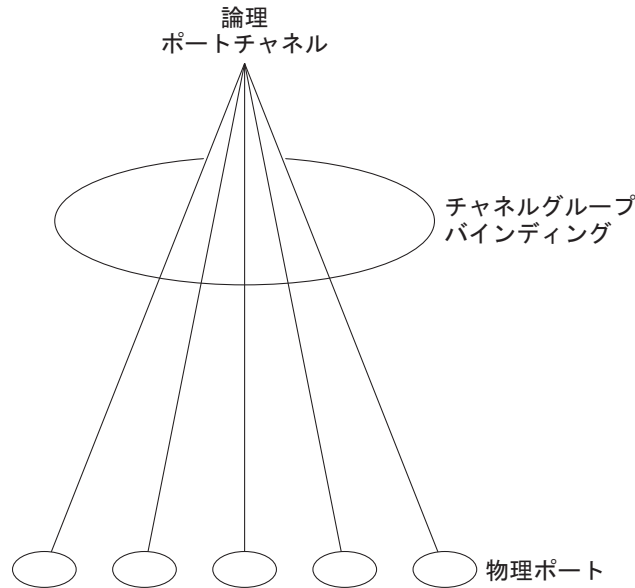 論理
ポートチャネル
チャネルグループ
バインディング
物理ポート